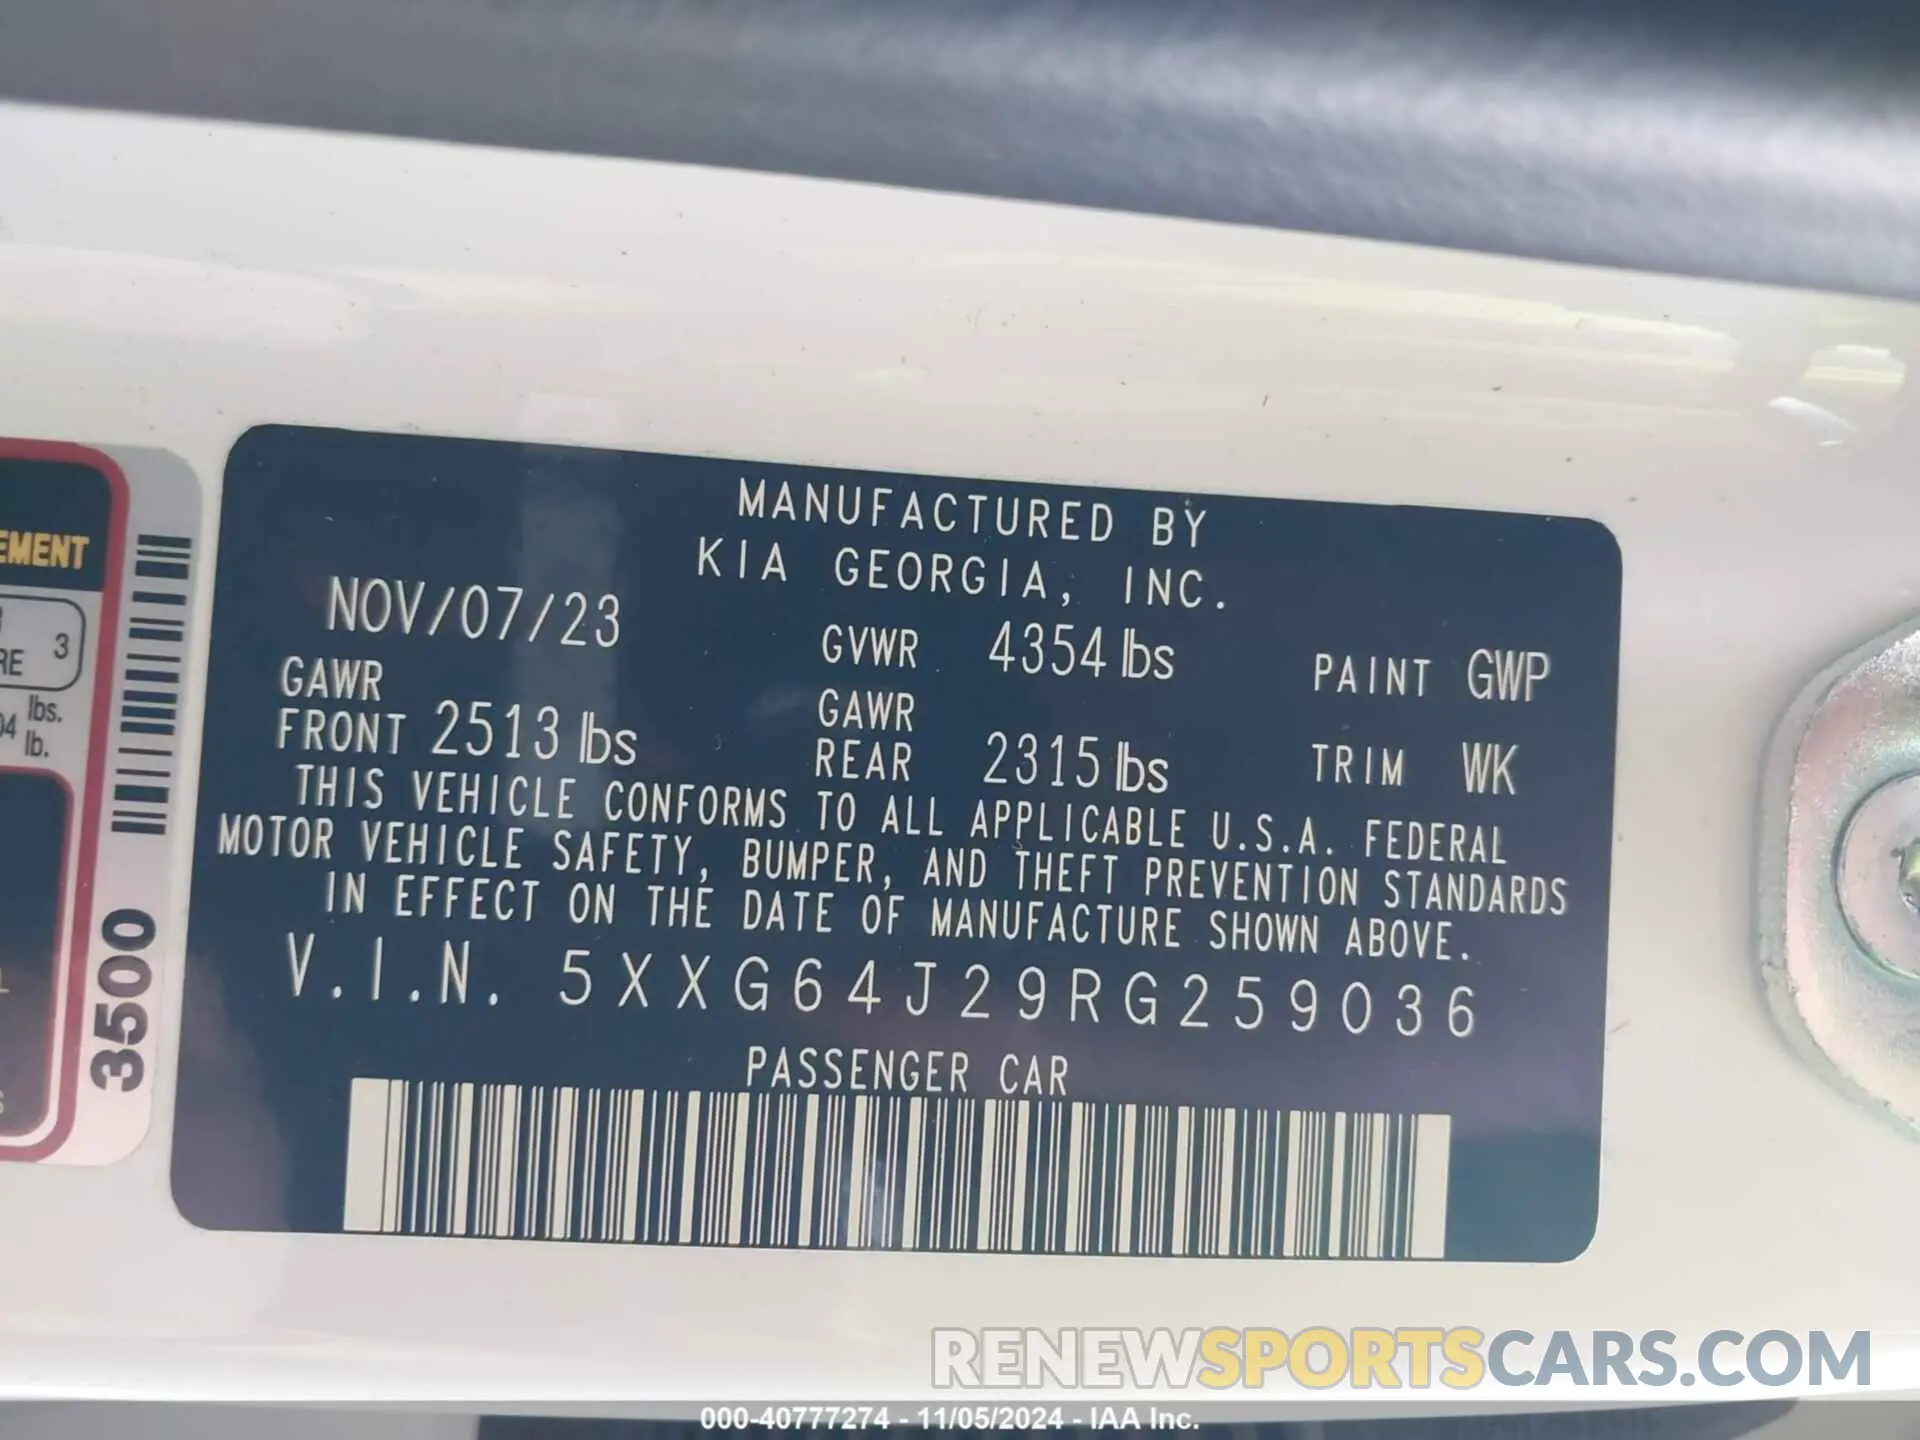 MANUFACTURED BY
KIA GEORGIA, INC.
NOV/07/23
GVWR 4354 lbs
PAINT GWP
GAWR
FRONT 2513 lbs
GAWR
REAR 2315 lbs
TRIM WK
THIS VEHICLE CONFORMS TO ALL APPLICABLE U.S.A. FEDERAL
MOTOR VEHICLE SAFETY, BUMPER, AND THEFT PREVENTION STANDARDS
IN EFFECT ON THE DATE OF MANUFACTURE SHOWN ABOVE.
V.I.N. 5XXG64J29RG259036
PASSENGER CAR
EMENT
3
RE
04 lbs.
lb.
3500
RENEWSPORTSCARS.COM
000-40777274 - 11/05/2024 - IAA Inc.